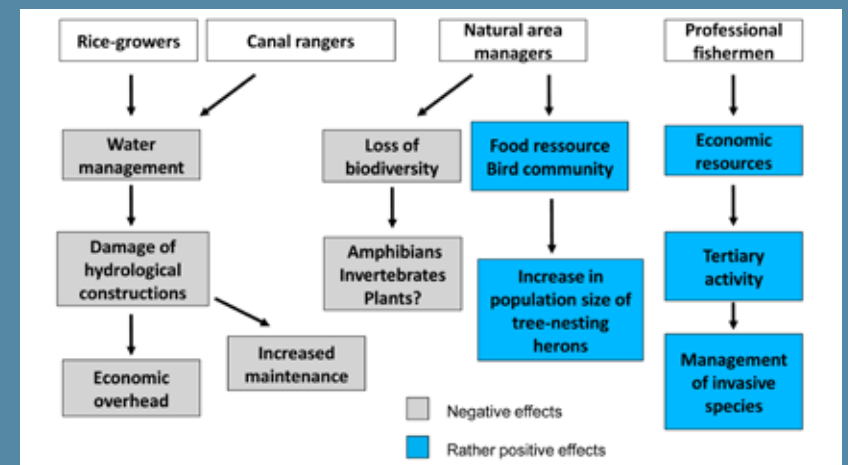 Rice-growers
Canal rangers
Natural area
managers
Professional
fishermen
Water
management
Loss of
biodiversity
Food ressource
Bird community
Economic
resources
Damage of
hydrological
constructions
Amphibians
Invertebrates
Plants?
Increase in
population size of
tree-nesting
herons
Tertiary
activity
Economic
overhead
Increased
maintenance
Management
of invasive
species
Negative effects
Rather positive effects